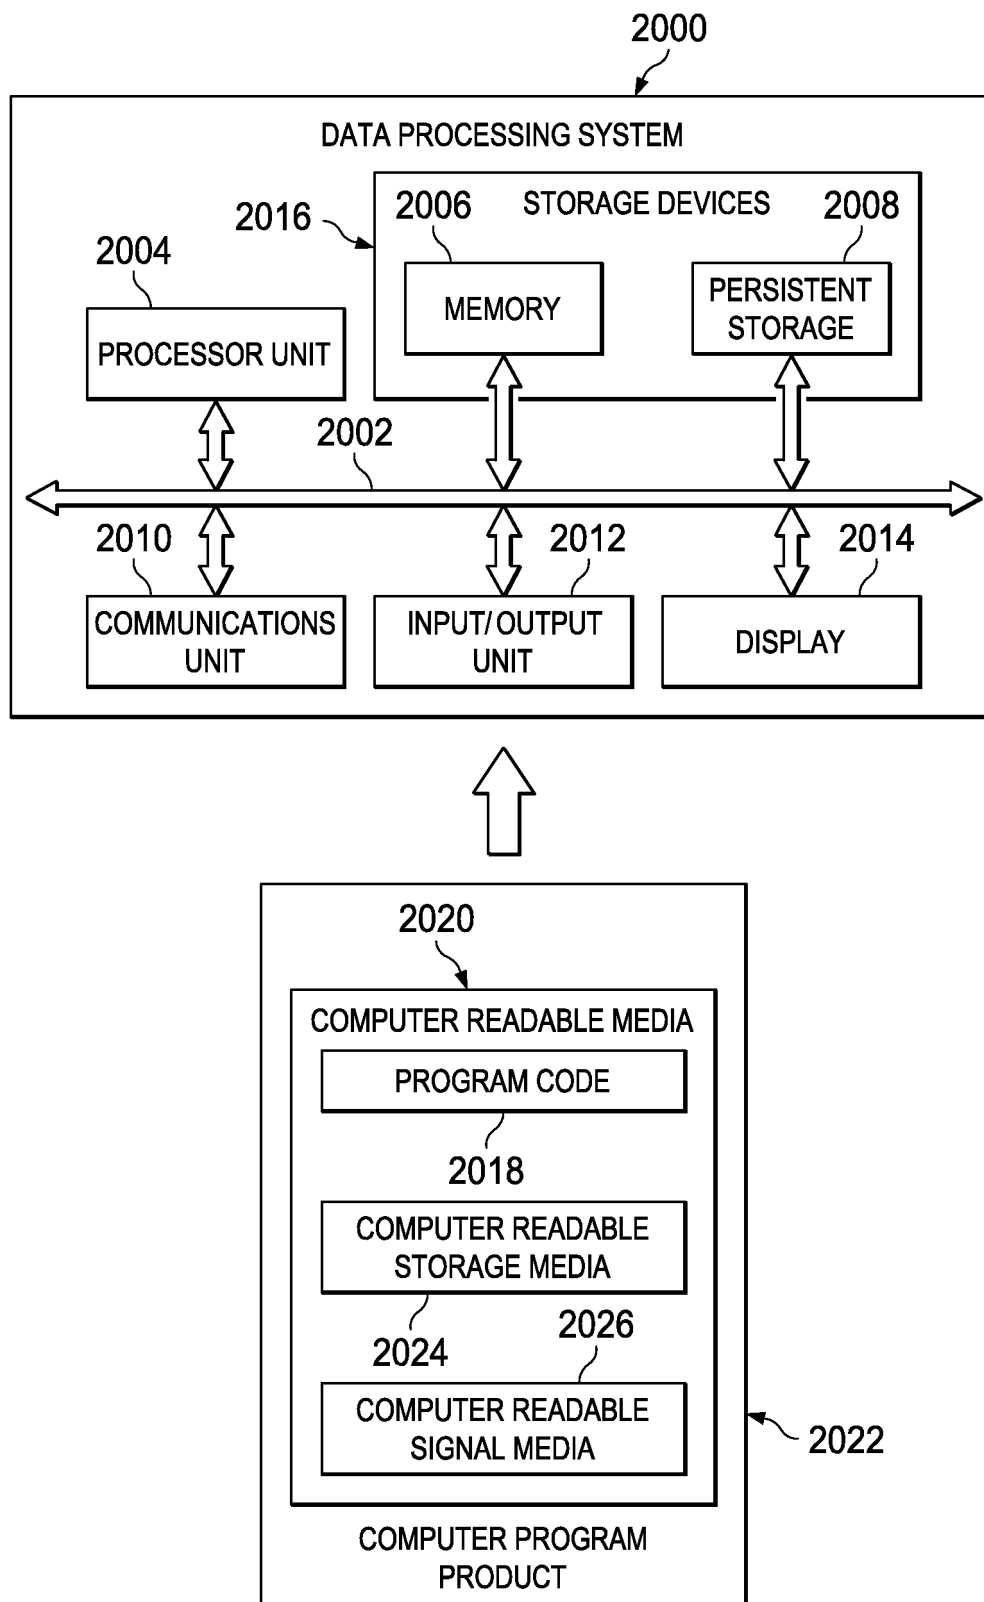 2000
DATA PROCESSING SYSTEM
2016
2006
STORAGE DEVICES
2008
2004
MEMORY
PERSISTENT
STORAGE
PROCESSOR UNIT
2002
2010
2012
2014
COMMUNICATIONS
UNIT
INPUT/OUTPUT
UNIT
DISPLAY
2020
COMPUTER READABLE MEDIA
PROGRAM CODE
2018
COMPUTER READABLE
STORAGE MEDIA
2024
2026
COMPUTER READABLE
SIGNAL MEDIA
2022
COMPUTER PROGRAM
PRODUCT